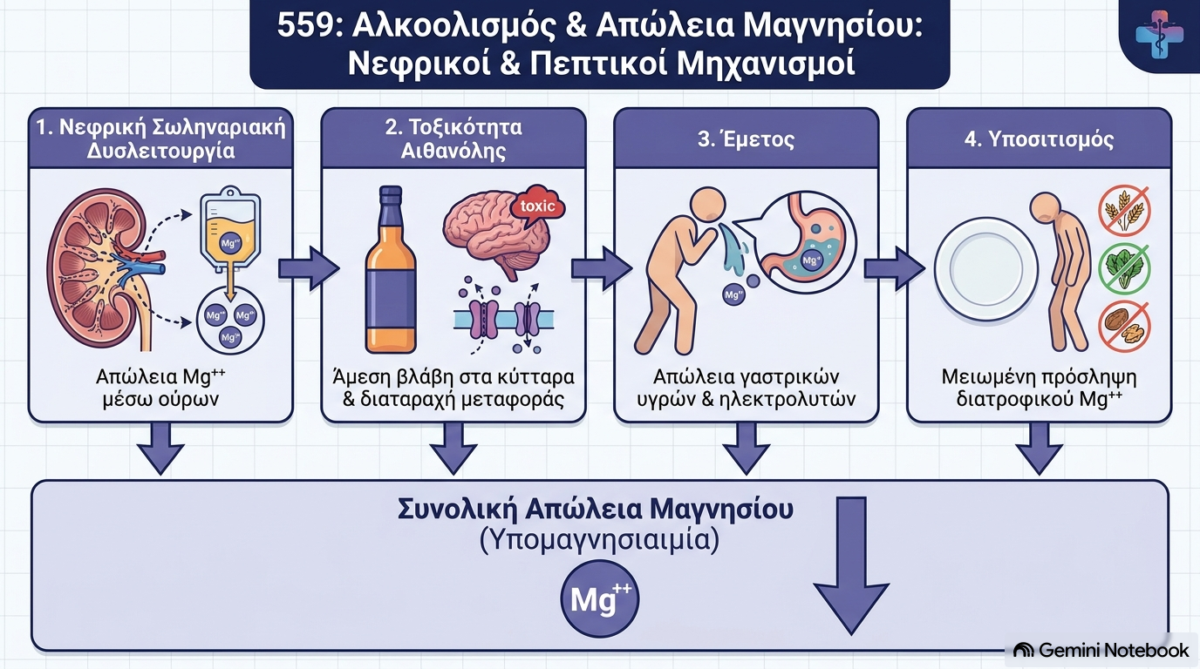 559: Αλκοολισμός & Απώλεια Μαγνησίου:
Νεφρικοί & Πεπτικοί Μηχανισμοί
1. Νεφρική Σωληναριακή
Δυσλειτουργία
Mg⁺⁺
Mg⁺⁺
Mg⁺⁺
Mg⁺⁺
Απώλεια Mg⁺⁺
μέσω ούρων
2. Τοξικότητα
Αιθανόλης
toxic
Άμεση βλάβη στα κύτταρα
& διαταραχή μεταφοράς
3. Έμετος
Mg⁺⁺
Mg⁺⁺
Απώλεια γαστρικών
υγρών & ηλεκτρολυτών
4. Υποσιτισμός
Μειωμένη πρόσληψη
διατροφικού Mg⁺⁺
Συνολική Απώλεια Μαγνησίου
(Υπομαγνησιαιμία)
Mg⁺⁺
Gemini Notebook